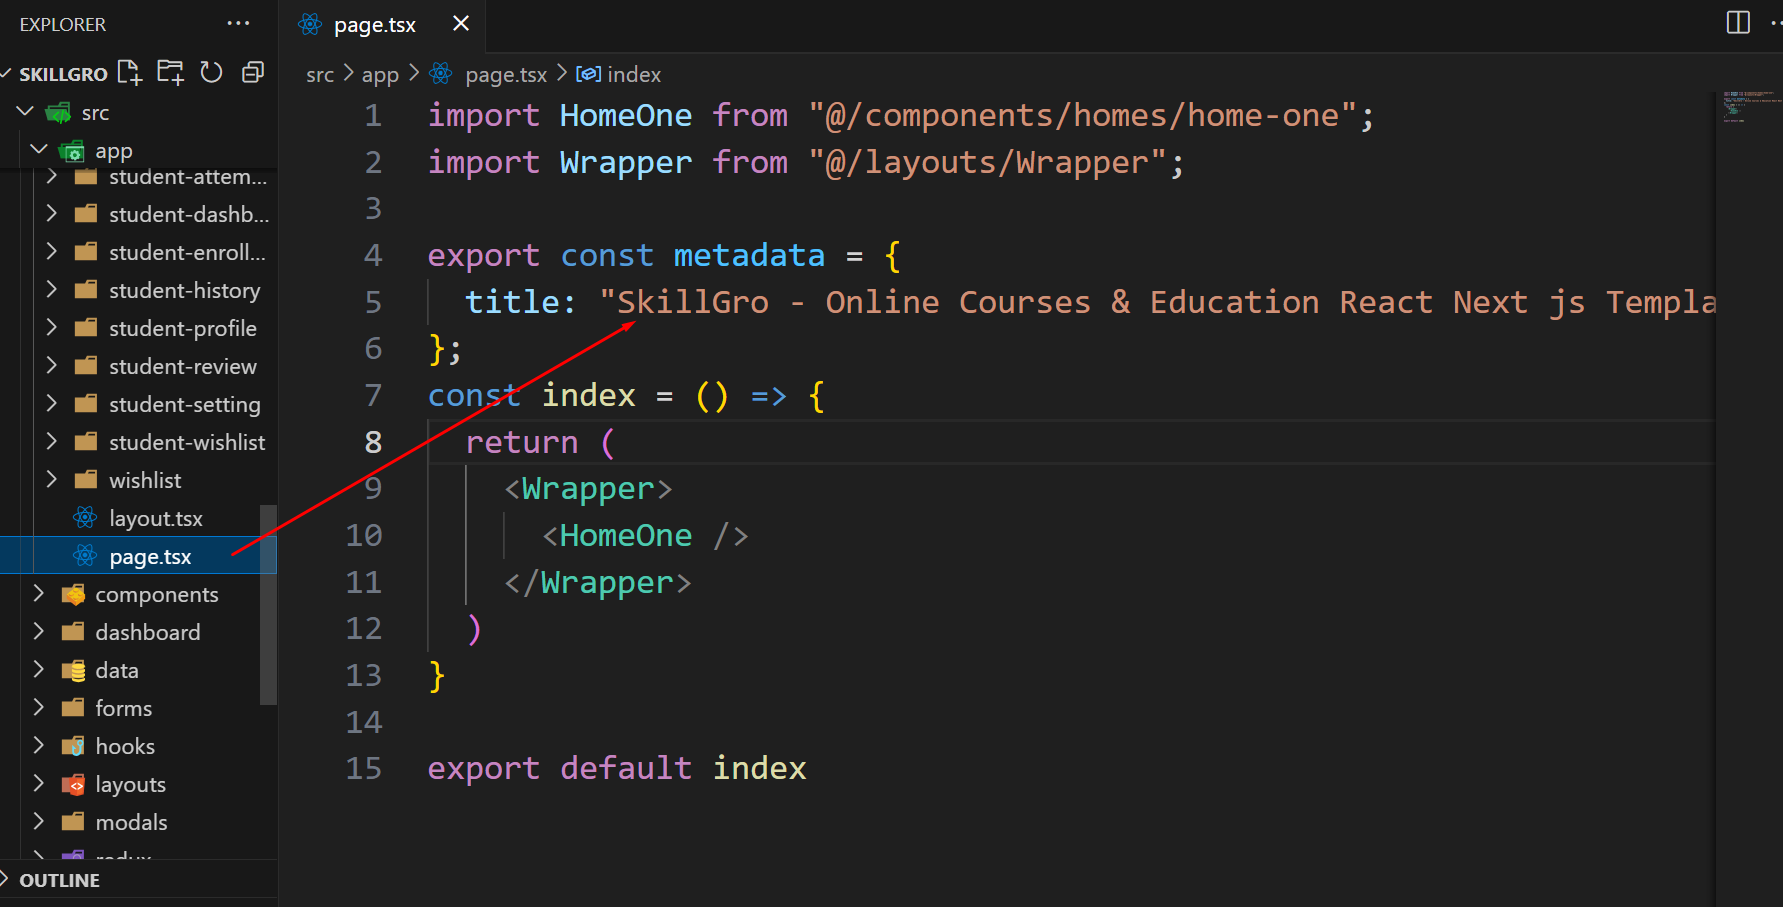 EXPLORER
SKILLGRO
src
app
student-attem...
student-dashb...
student-enroll...
student-history
student-profile
student-review
student-setting
student-wishlist
wishlist
layout.tsx
page.tsx
components
dashboard
data
forms
hooks
layouts
modals
redux
OUTLINE
page.tsx
src > app > page.tsx > index
1 import HomeOne from "@/components/homes/home-one";
2 import Wrapper from "@/layouts/Wrapper";
3
4 export const metadata = {
5 title: "SkillGro - Online Courses & Education React Next js Templa
6 };
7 const index = () => {
8 return (
9 <Wrapper>
10 <HomeOne />
11 </Wrapper>
12 )
13 }
14
15 export default index